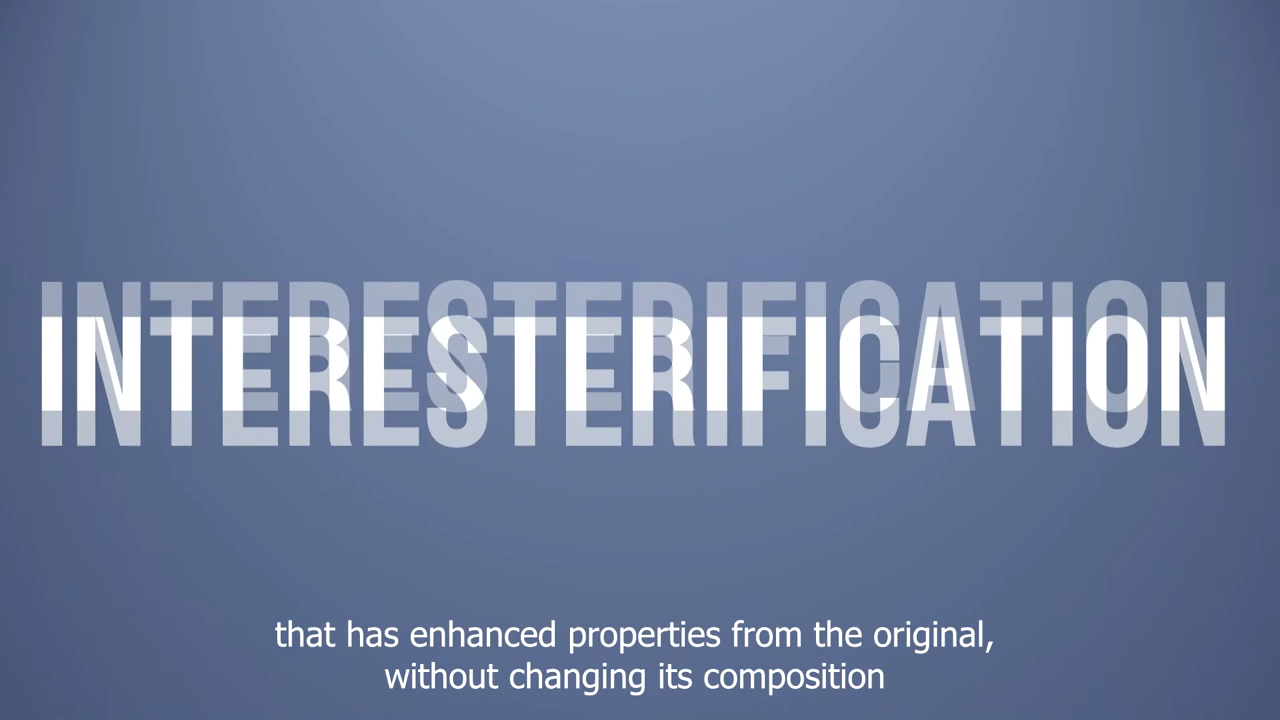 INTERESTERIFICATION
that has enhanced properties from the original,
without changing its composition